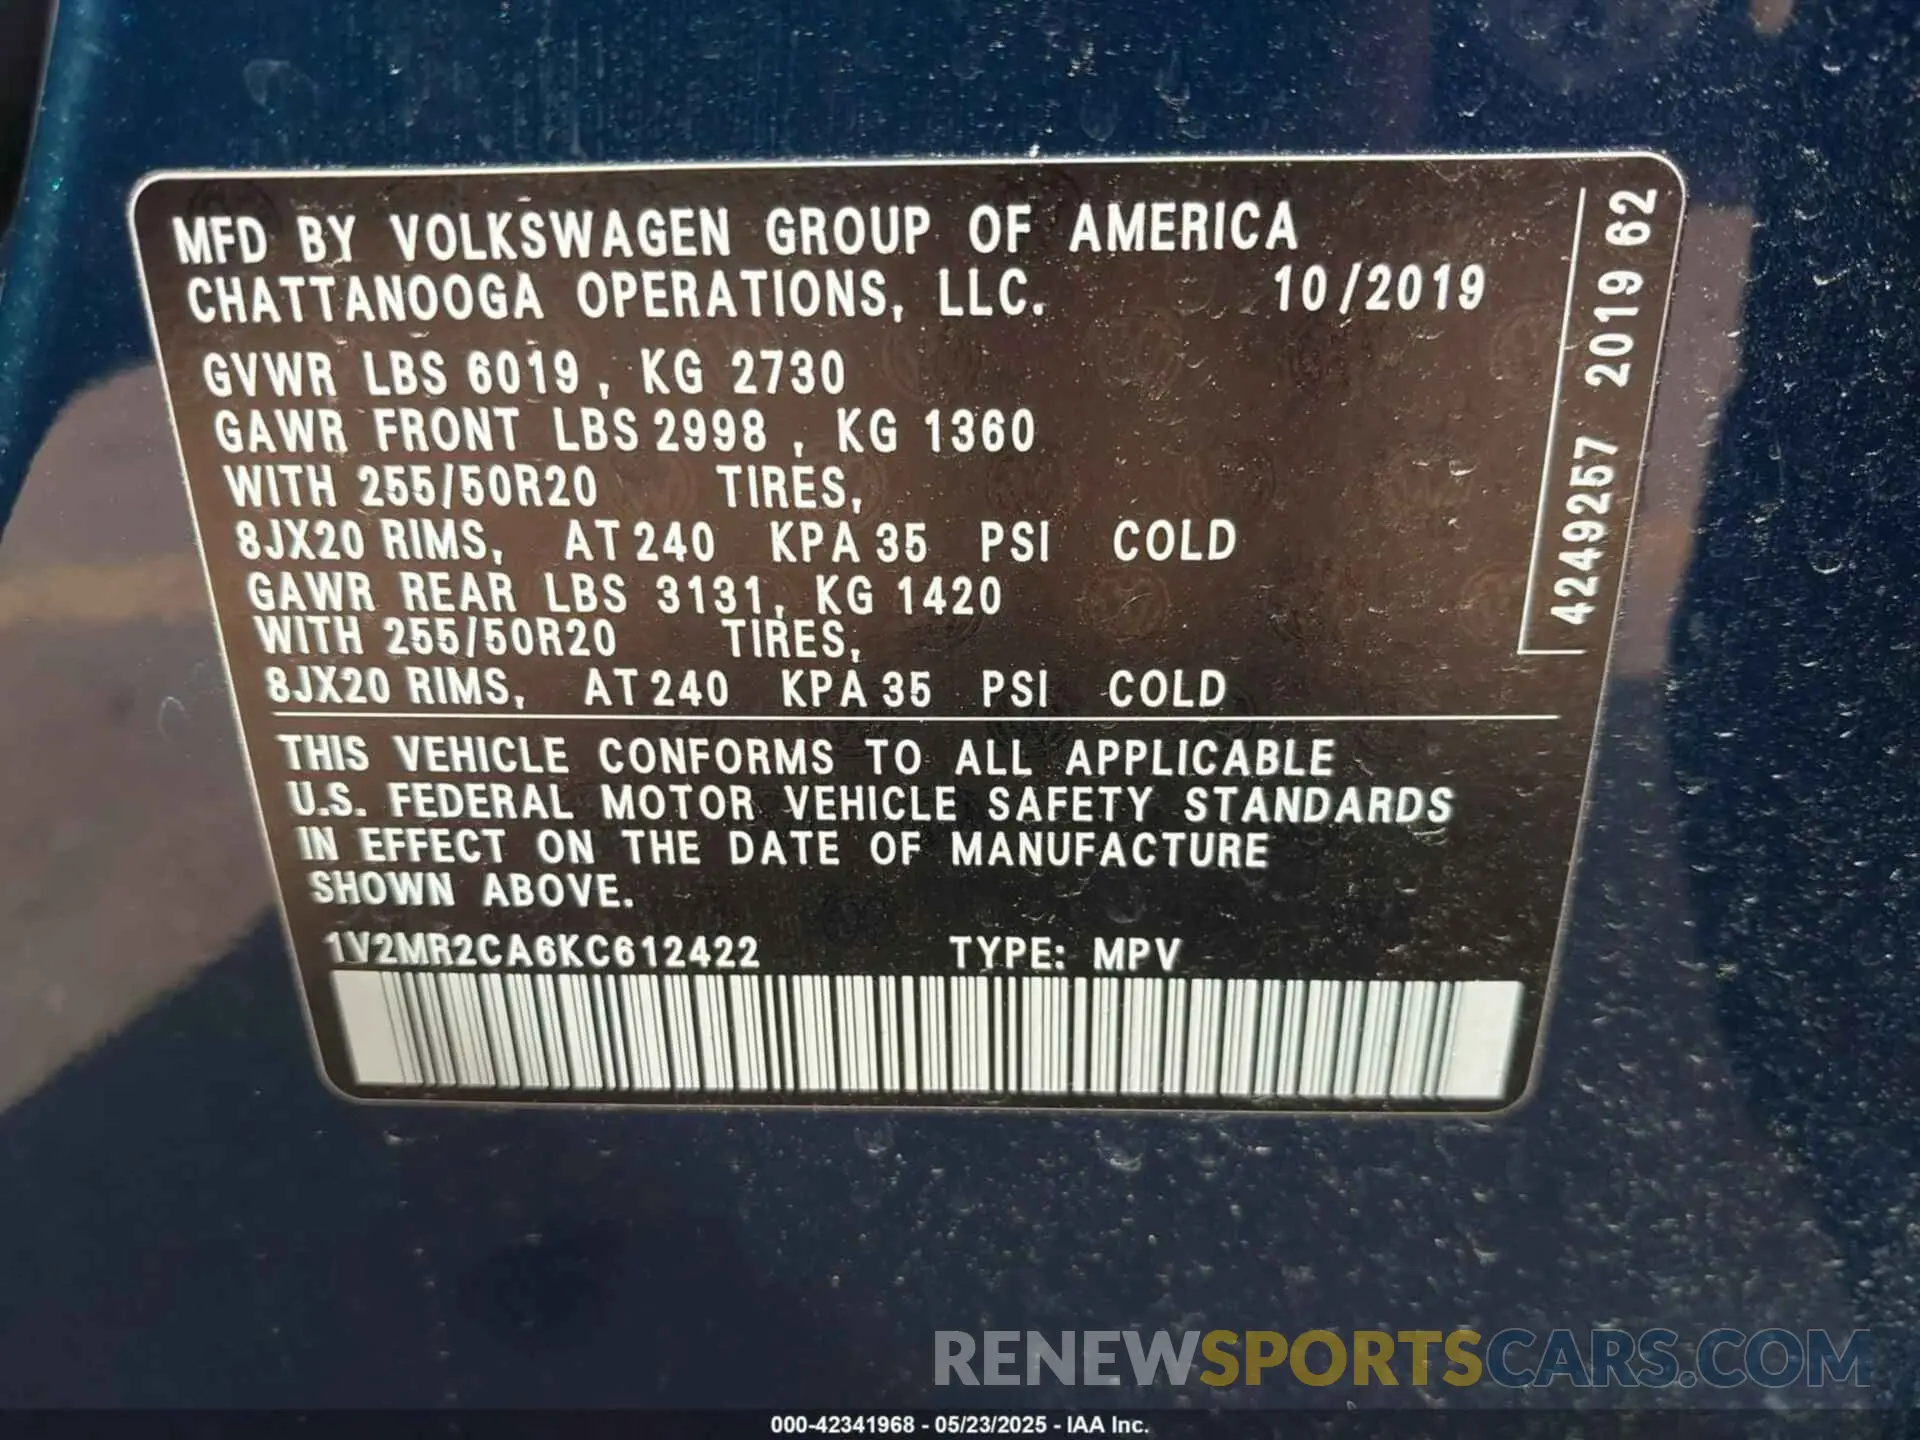 MFD BY VOLKSWAGEN GROUP OF AMERICA
CHATTANOOGA OPERATIONS, LLC. 10/2019
GVWR LBS 6019, KG 2730
GAWR FRONT LBS 2998, KG 1360
WITH 255/50R20 TIRES,
8JX20 RIMS, AT 240 KPA 35 PSI COLD
GAWR REAR LBS 3131, KG 1420
WITH 255/50R20 TIRES,
8JX20 RIMS, AT 240 KPA 35 PSI COLD
THIS VEHICLE CONFORMS TO ALL APPLICABLE
U.S. FEDERAL MOTOR VEHICLE SAFETY STANDARDS
IN EFFECT ON THE DATE OF MANUFACTURE
SHOWN ABOVE.
1V2MR2CA6KC612422 TYPE: MPV
4249257 2019 62
RENEWSPORTSCARS.COM
000-42341968 - 05/23/2025 - IAA Inc.